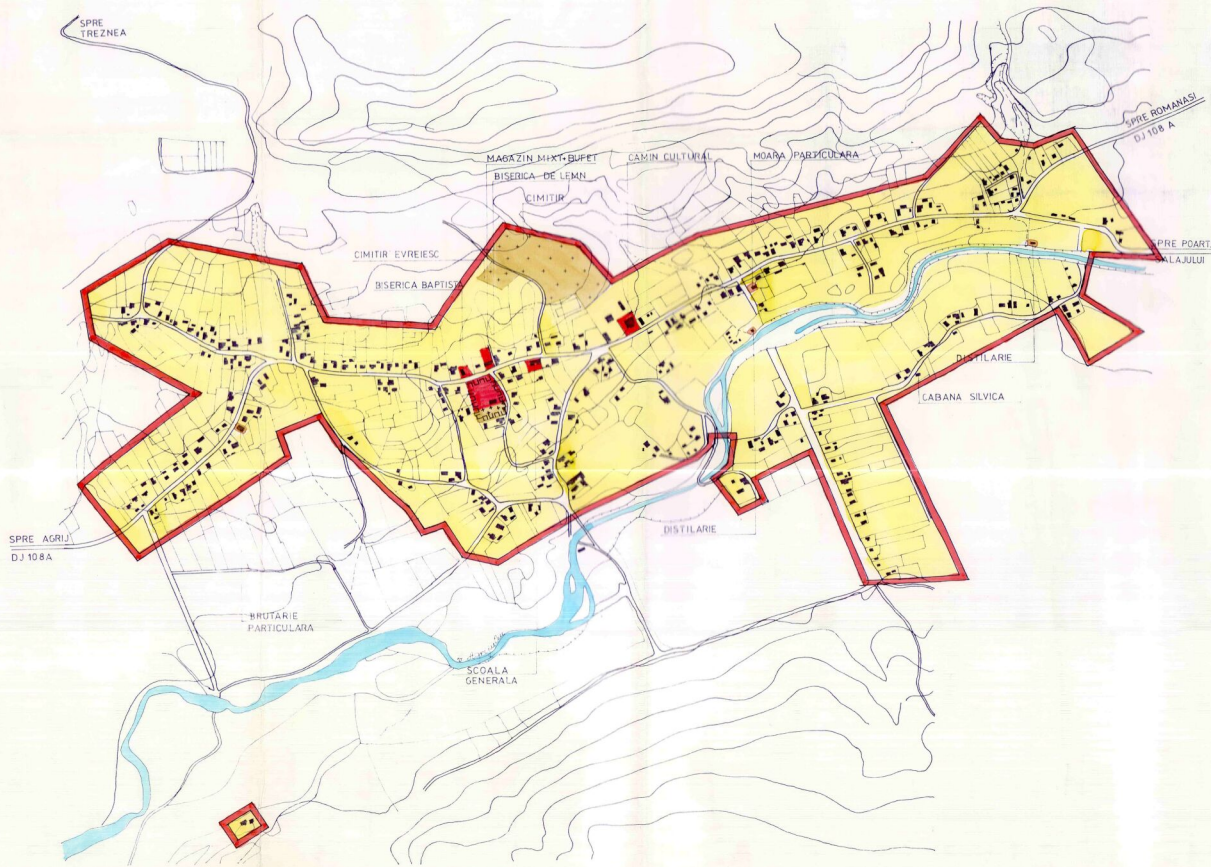 SPRE
TREZNEA
SPRE ROMANASI
DJ 108 A
MAGAZIN MIXT+BUFET
CAMIN CULTURAL
MOARA PARTICULARA
BISERICA DE LEMN
CIMITIR
CIMITIR EVREIESC
BISERICA BAPTISTA
SPRE POARTA
ALAJULUI
DISTILARIE
CABANA SILVICA
DISTILARIE
SPRE AGRIJ
DJ 108A
BRUTARIE
PARTICULARA
SCOALA
GENERALA